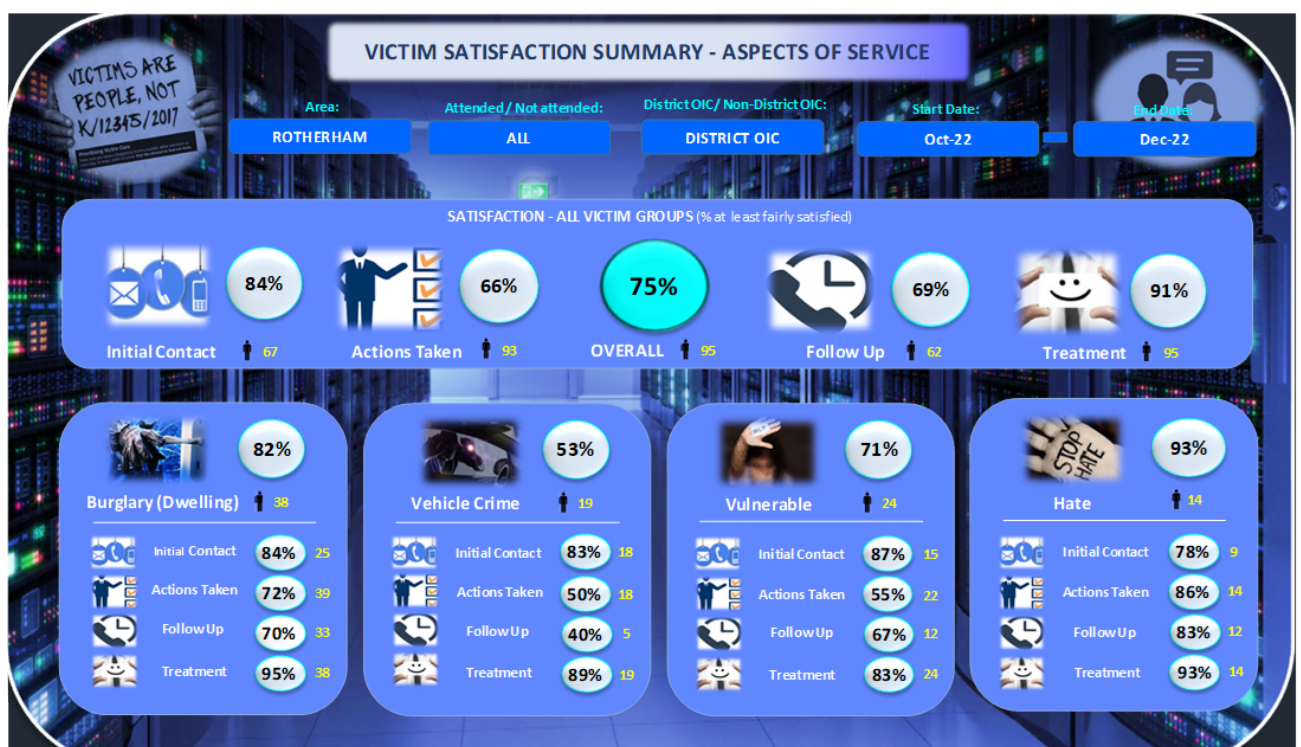 VICTIM SATISFACTION SUMMARY - ASPECTS OF SERVICE
VICTIMS ARE
PEOPLE, NOT
K/12345/2017
Prioritising Victim Care
Area:
ROTHERHAM
Attended/ Not attended:
ALL
District OIC/ Non-District OIC:
DISTRICT OIC
Start Date:
Oct-22
End Date:
Dec-22
SATISFACTION - ALL VICTIM GROUPS (% at least fairly satisfied)
84%
Initial Contact 67
66%
Actions Taken 93
75%
OVERALL 95
69%
Follow Up 62
91%
Treatment 95
82%
Burglary (Dwelling) 38
Initial Contact 84% 25
Actions Taken 72% 39
Follow Up 70% 33
Treatment 95% 38
53%
Vehicle Crime 19
Initial Contact 83% 18
Actions Taken 50% 18
Follow Up 40% 5
Treatment 89% 19
71%
Vulnerable 24
Initial Contact 87% 15
Actions Taken 55% 22
Follow Up 67% 12
Treatment 83% 24
STOP
HATE
93%
Hate 14
Initial Contact 78% 9
Actions Taken 86% 14
Follow Up 83% 12
Treatment 93% 14